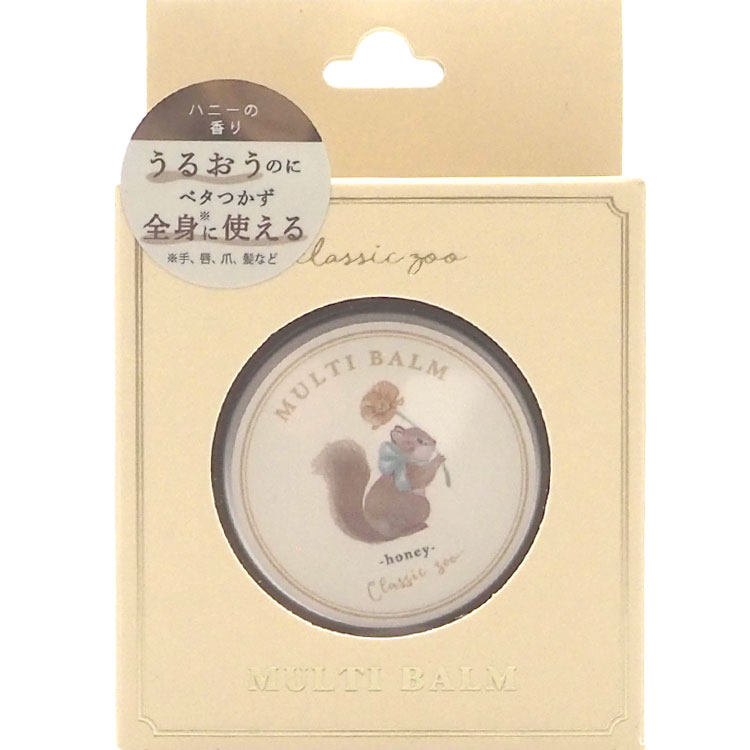 ハニーの
香り
うるおうのに
ベタつかず
全身※に使える
※手、唇、爪、髪など
Classic zoo
MULTI BALM
-honey-
Classic zoo
MULTI BALM